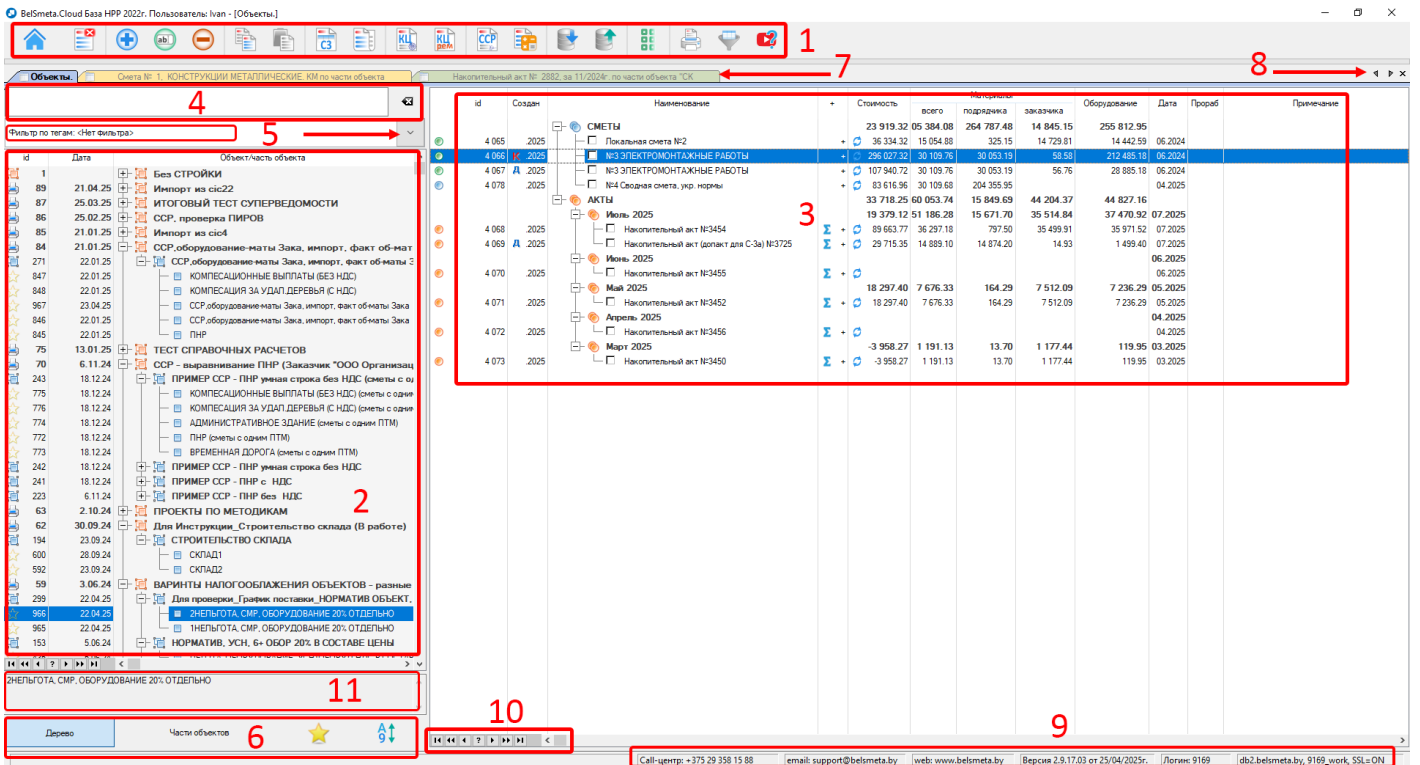 BelSmeta.Cloud База НРР 2022г. Пользователь: Ivan - [Объекты.]
ab СЗ КЦ КЦ рем ССР 1
Объекты. Смета № 1, КОНСТРУКЦИИ МЕТАЛЛИЧЕСКИЕ. КМ по части объекта Накопительный акт № 2882, за 11/2024г. по части объекта "СК 7 8
4
Фильтр по тегам: <Нет фильтра> 5
id Дата Объект/часть объекта
1 Без СТРОЙКИ
89 21.04.25 Импорт из cic22
87 25.03.25 ИТОГОВЫЙ ТЕСТ СУПЕРВЕДОМОСТИ
86 25.02.25 ССР, проверка ПИРОВ
85 21.01.25 Импорт из cic4
84 21.01.25 ССР,оборудование-маты Зака, импорт, факт об-мат
271 22.01.25 ССР,оборудование-маты Зака, импорт, факт об-маты З
847 22.01.25 КОМПЕСАЦИОННЫЕ ВЫПЛАТЫ (БЕЗ НДС)
848 22.01.25 КОМПЕСАЦИЯ ЗА УДАЛ.ДЕРЕВЬЯ (С НДС)
967 23.04.25 ССР,оборудование-маты Зака, импорт, факт об-маты Зака
846 22.01.25 ССР,оборудование-маты Зака, импорт, факт об-маты Зака
845 22.01.25 ПНР
75 13.01.25 ТЕСТ СПРАВОЧНЫХ РАСЧЕТОВ
70 6.11.24 ССР - выравнивание ПНР (Заказчик "ООО Организац
243 18.12.24 ПРИМЕР ССР - ПНР умная строка без НДС (сметы с о
775 18.12.24 КОМПЕСАЦИОННЫЕ ВЫПЛАТЫ (БЕЗ НДС) (сметы с одни
776 18.12.24 КОМПЕСАЦИЯ ЗА УДАЛ.ДЕРЕВЬЯ (С НДС) (сметы с одни
774 18.12.24 АДМИНИСТРАТИВНОЕ ЗДАНИЕ (сметы с одним ПТМ)
772 18.12.24 ПНР (сметы с одним ПТМ)
773 18.12.24 ВРЕМЕННАЯ ДОРОГА (сметы с одним ПТМ)
242 18.12.24 ПРИМЕР ССР - ПНР умная строка без НДС
241 18.12.24 ПРИМЕР ССР - ПНР с НДС
223 6.11.24 ПРИМЕР ССР - ПНР без НДС
63 2.10.24 ПРОЕКТЫ ПО МЕТОДИКАМ
62 30.09.24 Для Инструкции_Строительство склада (В работе)
194 23.09.24 СТРОИТЕЛЬСТВО СКЛАДА
600 28.09.24 СКЛАД1
592 23.09.24 СКЛАД2
59 3.06.24 ВАРИНТЫ НАЛОГООБЛАЖЕНИЯ ОБЪЕКТОВ - разные
299 22.04.25 Для проверки_График поставки_НОРМАТИВ ОБЪЕКТ,
966 22.04.25 2НЕЛЬГОТА, СМР, ОБОРУДОВАНИЕ 20% ОТДЕЛЬНО
965 22.04.25 1НЕЛЬГОТА, СМР, ОБОРУДОВАНИЕ 20% ОТДЕЛЬНО
153 5.06.24 НОРМАТИВ, УСН, 6+ ОБОР 20% В СОСТАВЕ ЦЕНЫ
2
2НЕЛЬГОТА, СМР, ОБОРУДОВАНИЕ 20% ОТДЕЛЬНО
11
Дерево Части объектов 6
id Создан Наименование + Стоимость Материалы Оборудование Дата Прораб Примечание
всего подрядчика заказчика
СМЕТЫ 23 919.32 05 384.08 264 787.48 14 845.15 255 812.95
4 065 .2025 Локальная смета №2 + 36 334.32 15 054.88 325.15 14 729.81 14 442.59 06.2024
4 066 .2025 №3 ЭЛЕКТРОМОНТАЖНЫЕ РАБОТЫ + 296 027.32 30 109.76 30 053.19 58.58 212 485.18 06.2024
4 067 Д .2025 №3 ЭЛЕКТРОМОНТАЖНЫЕ РАБОТЫ + 107 940.72 30 109.76 30 053.19 56.76 28 885.18 06.2024
4 078 .2025 №4 Сводная смета, укр. нормы + 83 616.96 30 109.68 204 355.95 04.2025
АКТЫ 33 718.25 60 053.74 15 849.69 44 204.37 44 827.16
Июль 2025 19 379.12 51 186.28 15 671.70 35 514.84 37 470.92 07.2025
4 068 .2025 Накопительный акт №3454 Σ + 89 663.77 36 297.18 797.50 35 499.91 35 971.52 07.2025
4 069 Д .2025 Накопительный акт (допакт для С-3а) №3725 Σ + 29 715.35 14 889.10 14 874.20 14.93 1 499.40 07.2025
Июнь 2025 06.2025
4 070 .2025 Накопительный акт №3455 Σ + 06.2025
Май 2025 18 297.40 7 676.33 164.29 7 512.09 7 236.29 05.2025
4 071 .2025 Накопительный акт №3452 Σ + 18 297.40 7 676.33 164.29 7 512.09 7 236.29 05.2025
Апрель 2025 04.2025
4 072 .2025 Накопительный акт №3456 Σ + 04.2025
Март 2025 -3 958.27 1 191.13 13.70 1 177.44 119.95 03.2025
4 073 .2025 Накопительный акт №3450 Σ + -3 958.27 1 191.13 13.70 1 177.44 119.95 03.2025
3
10
9
Call-центр: +375 29 358 15 88 email: support@belsmeta.by web: www.belsmeta.by Версия 2.9.17.03 от 25/04/2025г. Логин: 9169 db2.belsmeta.by, 9169_work, SSL=ON